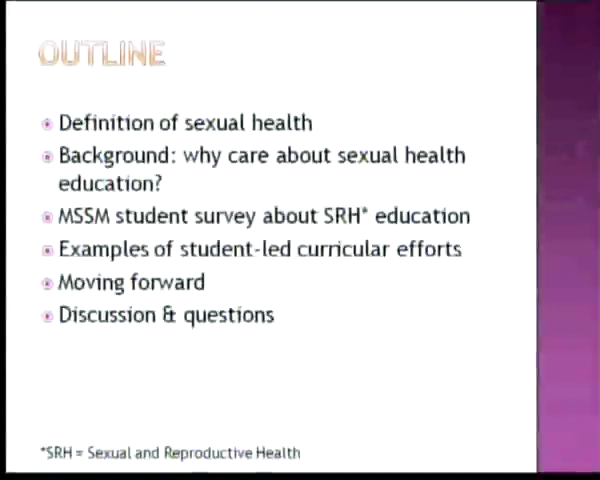 OUTLINE
Definition of sexual health
Background: why care about sexual health
education?
MSSM student survey about SRH* education
Examples of student-led curricular efforts
Moving forward
Discussion & questions
*SRH = Sexual and Reproductive Health